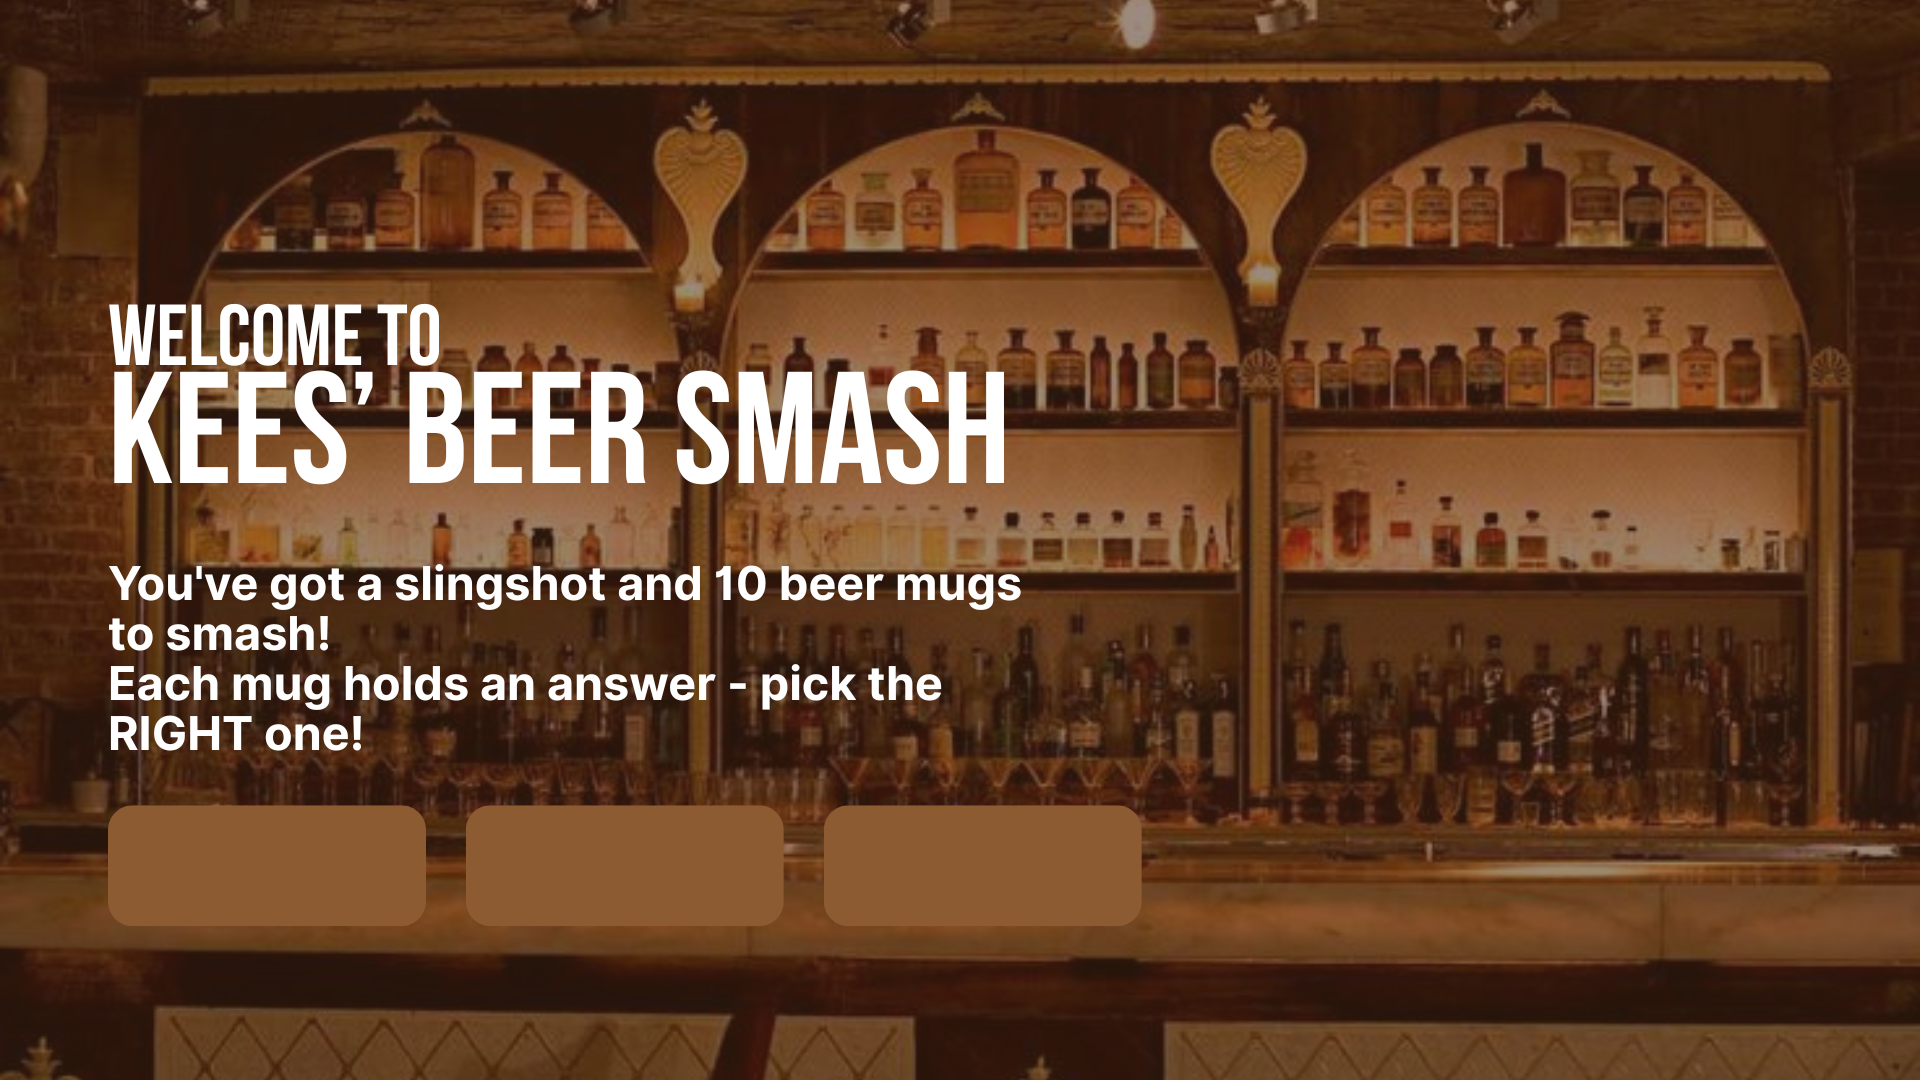 WELCOME TO
KEES’ BEER SMASH
You've got a slingshot and 10 beer mugs
to smash!
Each mug holds an answer - pick the
RIGHT one!